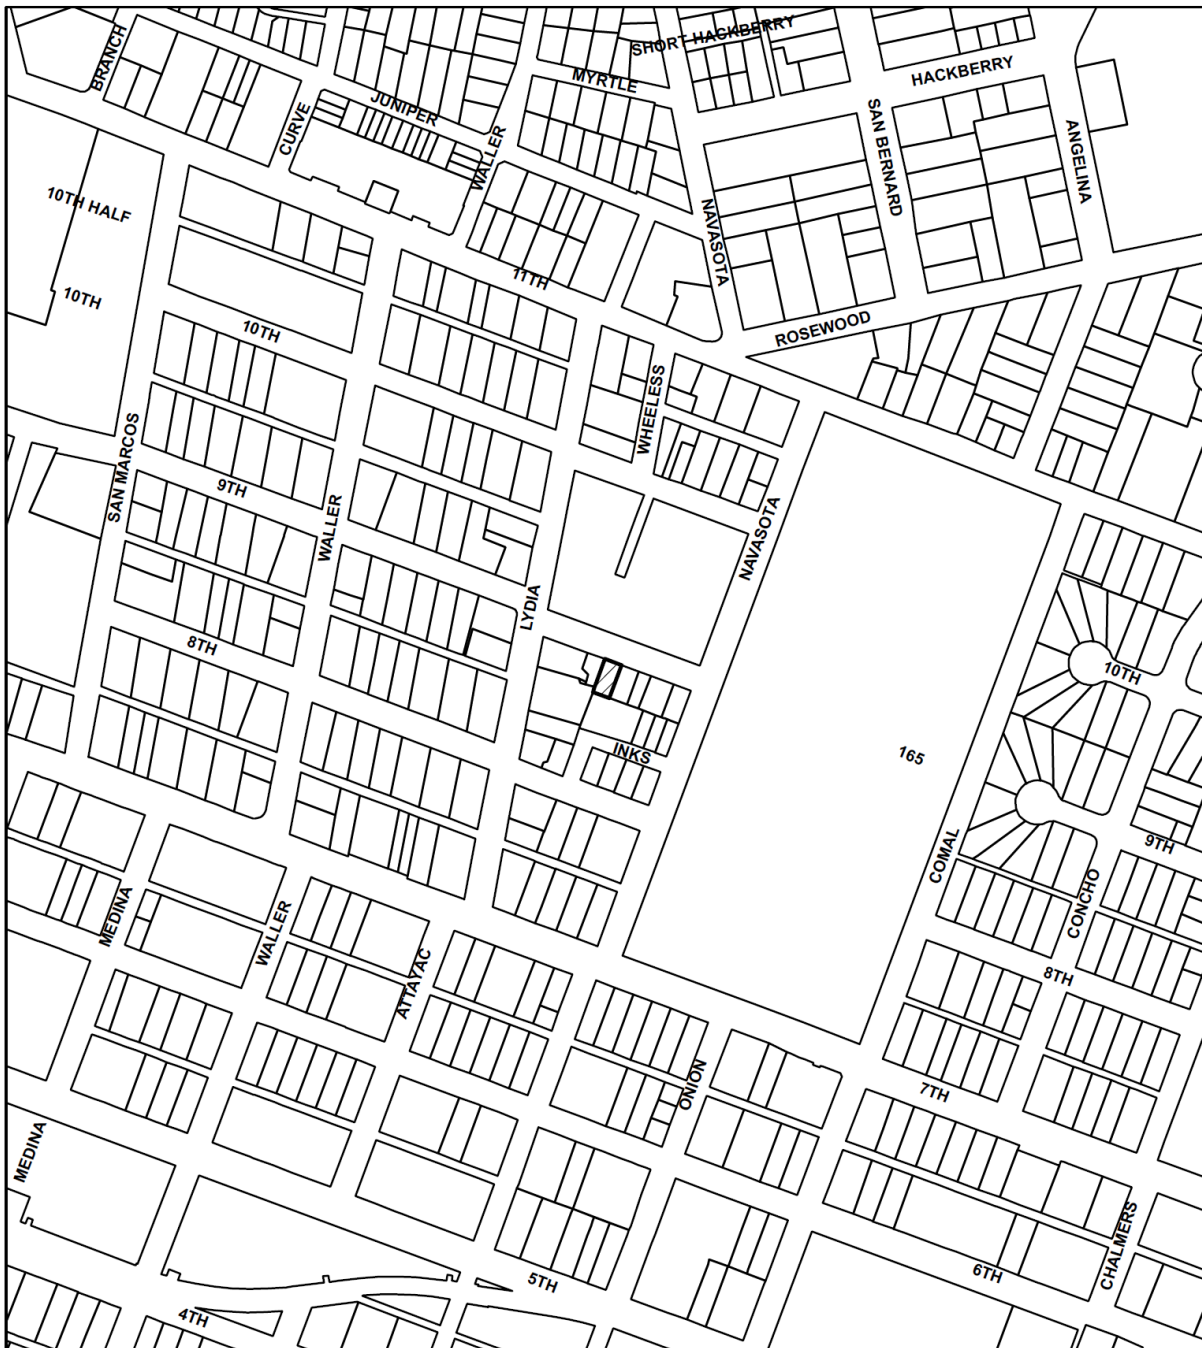 SHORT HACKBERRY
BRANCH
MYRTLE
HACKBERRY
JUNIPER
CURVE
WALLER
SAN BERNARD
ANGELINA
10TH HALF
NAVASOTA
11TH
10TH
10TH
ROSEWOOD
WHEELESS
SAN MARCOS
9TH
WALLER
NAVASOTA
LYDIA
8TH
10TH
INKS
165
COMAL
9TH
CONCHO
MEDINA
WALLER
ATTAYAC
8TH
ONION
7TH
MEDINA
CHALMERS
5TH
6TH
4TH